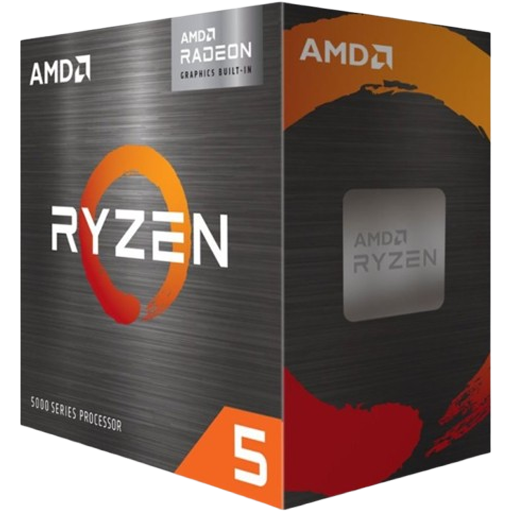 AMD
AMD
RADEON
GRAPHICS BUILT-IN
RYZEN
5000 SERIES PROCESSOR
5
AMD
AMD
RYZEN